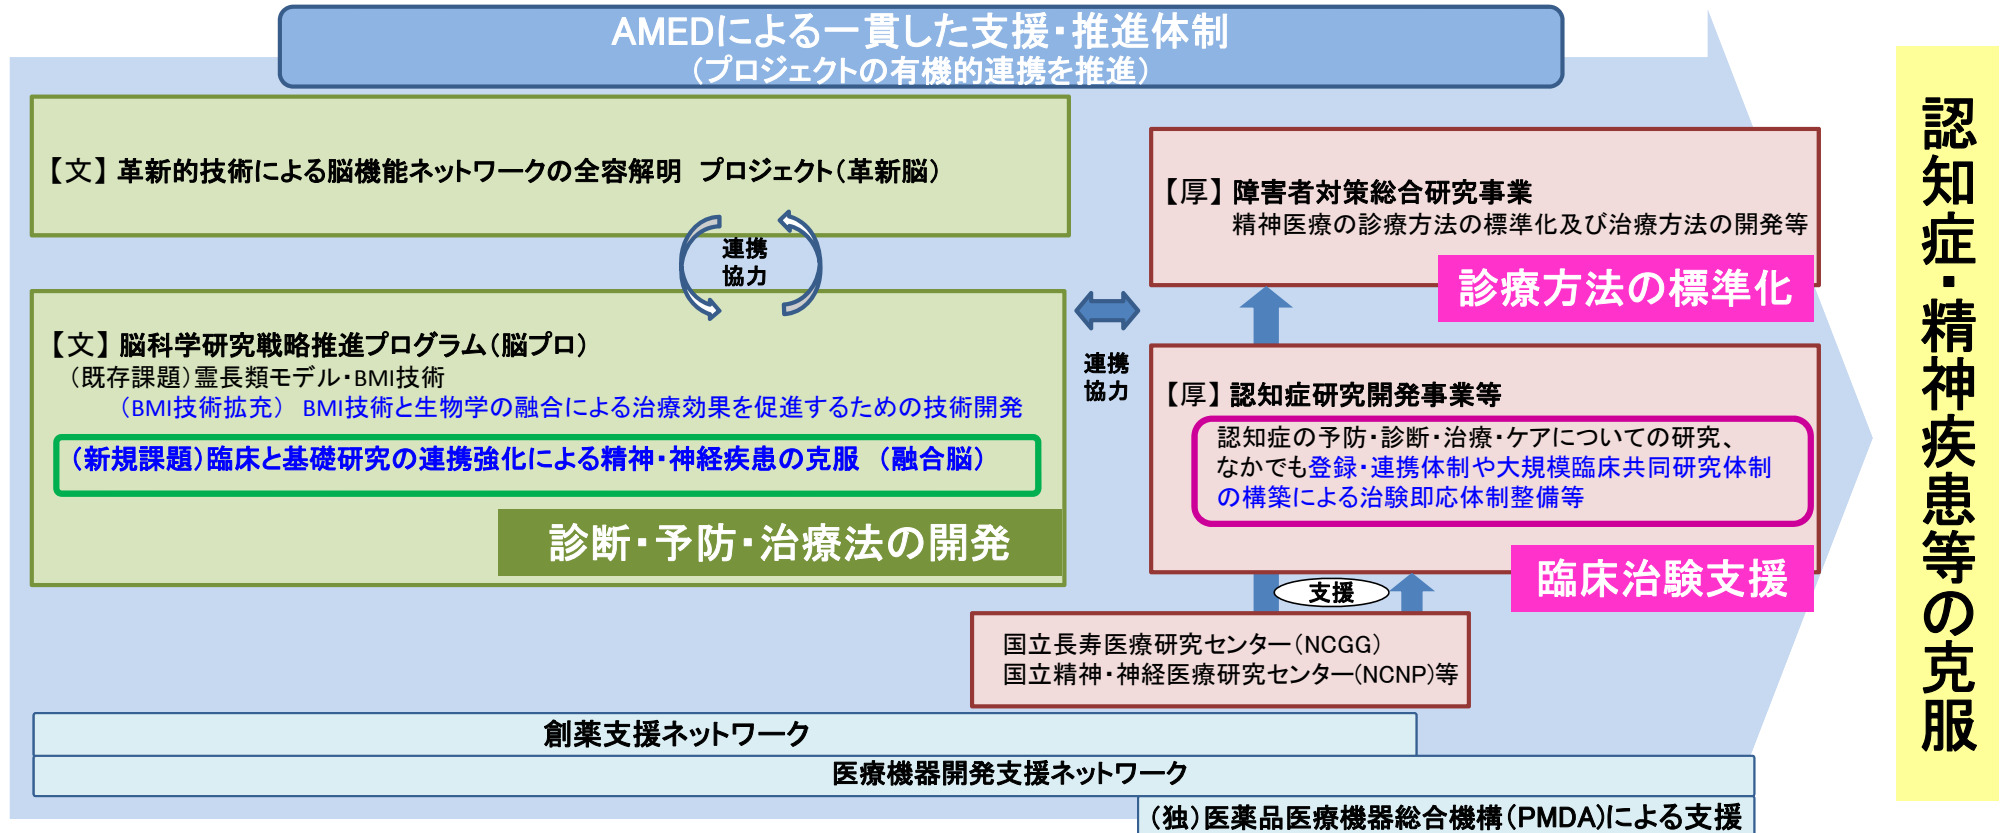 AMEDによる一貫した支援・推進体制
(プロジェクトの有機的連携を推進)
【文】革新的技術による脳機能ネットワークの全容解明 プロジェクト(革新脳)
連携
協力
【文】脳科学研究戦略推進プログラム(脳プロ)
(既存課題)霊長類モデル・BMI技術
(BMI技術拡充) BMI技術と生物学の融合による治療効果を促進するための技術開発
(新規課題)臨床と基礎研究の連携強化による精神・神経疾患の克服 (融合脳)
診断・予防・治療法の開発
連携
協力
【厚】障害者対策総合研究事業
精神医療の診療方法の標準化及び治療方法の開発等
診療方法の標準化
【厚】認知症研究開発事業等
認知症の予防・診断・治療・ケアについての研究、
なかでも登録・連携体制や大規模臨床共同研究体制
の構築による治験即応体制整備等
臨床治験支援
支援
国立長寿医療研究センター(NCGG)
国立精神・神経医療研究センター(NCNP)等
創薬支援ネットワーク
医療機器開発支援ネットワーク
(独)医薬品医療機器総合機構(PMDA)による支援
認知症・精神疾患等の克服